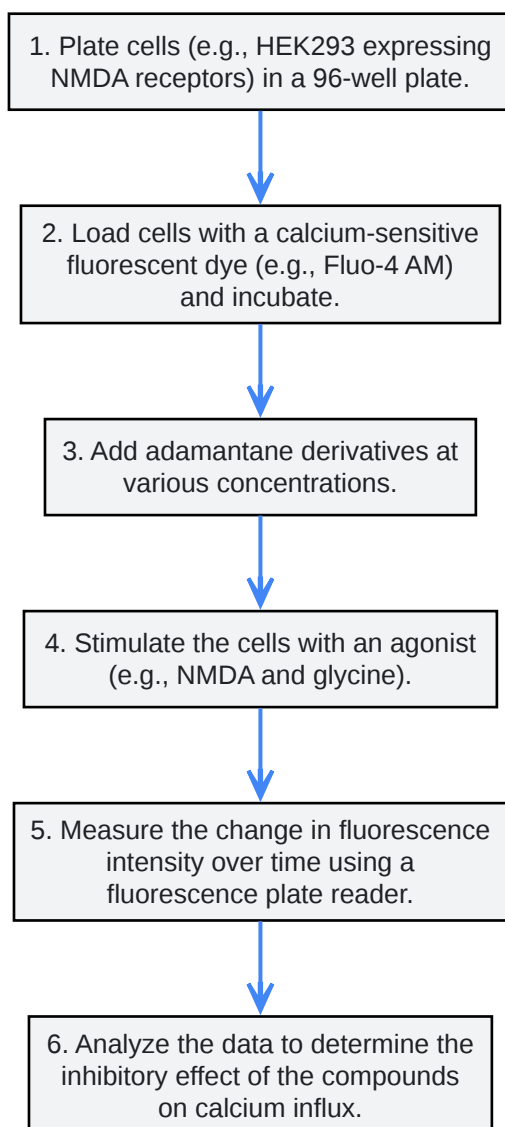 1. Plate cells (e.g., HEK293 expressing
NMDA receptors) in a 96-well plate.
2. Load cells with a calcium-sensitive
fluorescent dye (e.g., Fluo-4 AM)
and incubate.
3. Add adamantane derivatives at
various concentrations.
4. Stimulate the cells with an agonist
(e.g., NMDA and glycine).
5. Measure the change in fluorescence
intensity over time using a
fluorescence plate reader.
6. Analyze the data to determine the
inhibitory effect of the compounds
on calcium influx.